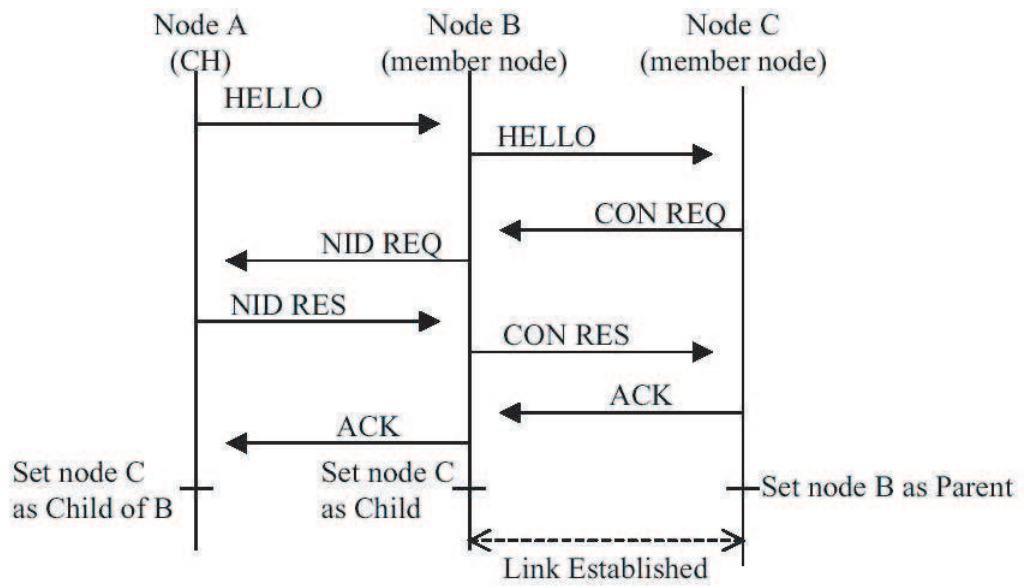 Node A
(CH)
Node B
(member node)
Node C
(member node)
HELLO
HELLO
CON REQ
NID REQ
NID RES
CON RES
ACK
ACK
Set node C
as Child of B
Set node C
as Child
Set node B as Parent
Link Established